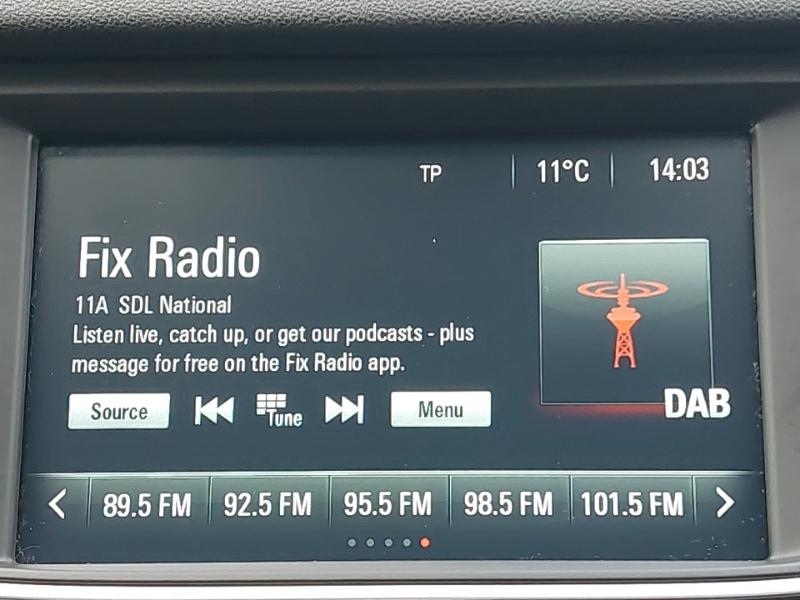 TP 11°C 14:03
Fix Radio
11A SDL National
Listen live, catch up, or get our podcasts - plus
message for free on the Fix Radio app.
Source Tune Menu
DAB
89.5 FM 92.5 FM 95.5 FM 98.5 FM 101.5 FM